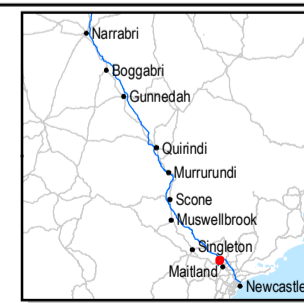 Narrabri
Boggabri
Gunnedah
Quirindi
Murrurundi
Scone
Muswellbrook
Singleton
Maitland
Newcastle